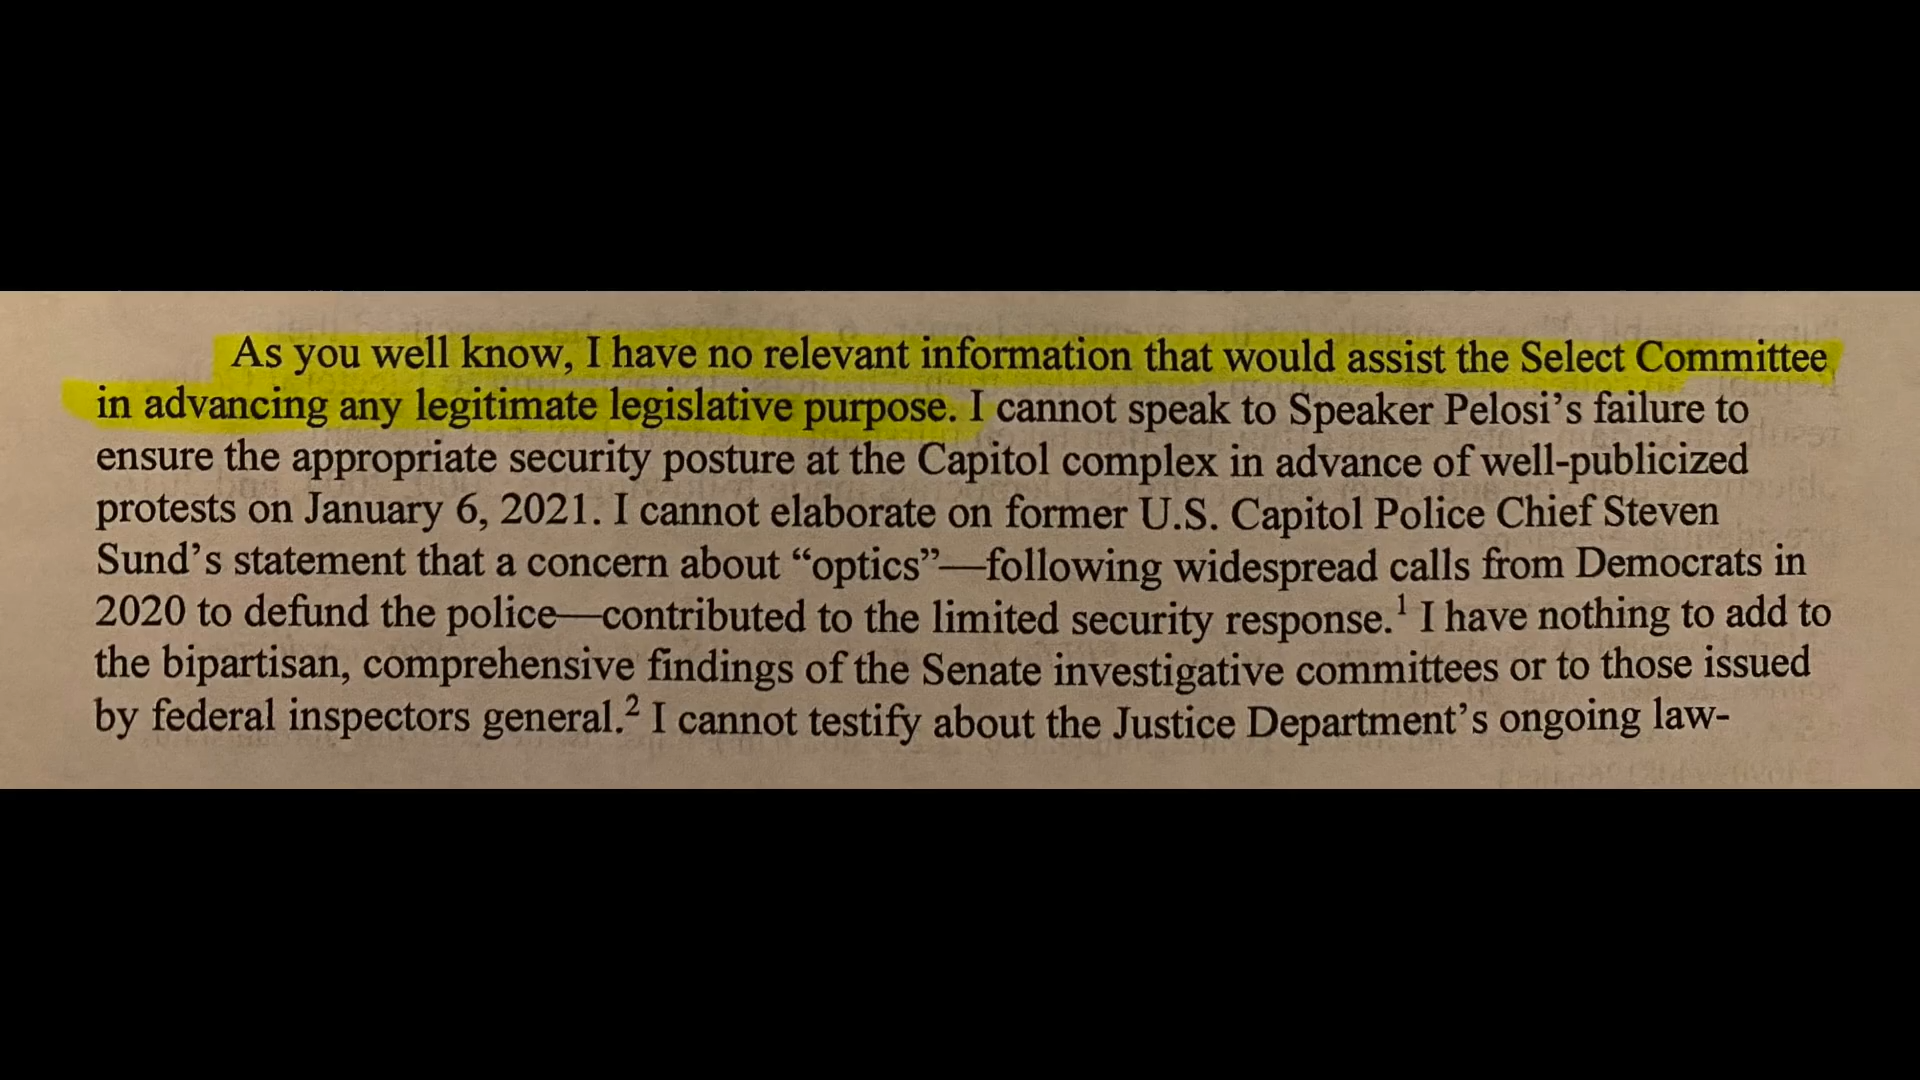 As you well know, I have no relevant information that would assist the Select Committee
in advancing any legitimate legislative purpose. I cannot speak to Speaker Pelosi’s failure to
ensure the appropriate security posture at the Capitol complex in advance of well-publicized
protests on January 6, 2021. I cannot elaborate on former U.S. Capitol Police Chief Steven
Sund’s statement that a concern about “optics”—following widespread calls from Democrats in
2020 to defund the police—contributed to the limited security response.¹ I have nothing to add to
the bipartisan, comprehensive findings of the Senate investigative committees or to those issued
by federal inspectors general.² I cannot testify about the Justice Department’s ongoing law-